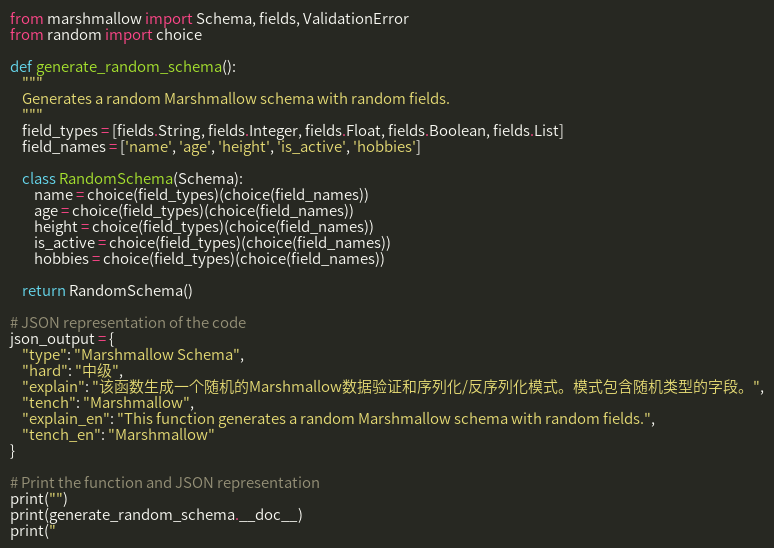 from marshmallow import Schema, fields, ValidationError
from random import choice

def generate_random_schema():
    """
    Generates a random Marshmallow schema with random fields.
    """
    field_types = [fields.String, fields.Integer, fields.Float, fields.Boolean, fields.List]
    field_names = ['name', 'age', 'height', 'is_active', 'hobbies']

    class RandomSchema(Schema):
        name = choice(field_types)(choice(field_names))
        age = choice(field_types)(choice(field_names))
        height = choice(field_types)(choice(field_names))
        is_active = choice(field_types)(choice(field_names))
        hobbies = choice(field_types)(choice(field_names))

    return RandomSchema()

# JSON representation of the code
json_output = {
    "type": "Marshmallow Schema",
    "hard": "中级",
    "explain": "该函数生成一个随机的Marshmallow数据验证和序列化/反序列化模式。模式包含随机类型的字段。",
    "tench": "Marshmallow",
    "explain_en": "This function generates a random Marshmallow schema with random fields.",
    "tench_en": "Marshmallow"
}

# Print the function and JSON representation
print("")
print(generate_random_schema.__doc__)
print("